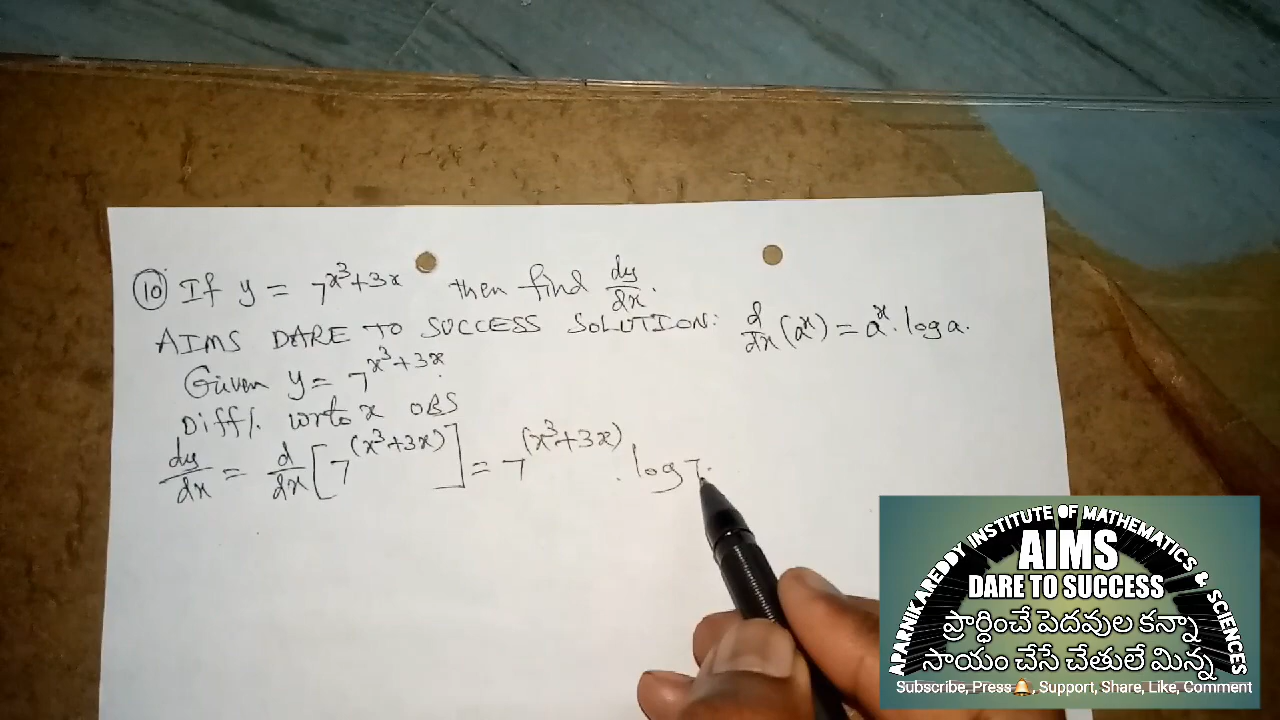 10 If y = 7^{x³+3x} then find dy/dx.
AIMS DARE TO SUCCESS SOLUTION: d/dx (a^x) = a^x. log a.
Given y = 7^{x³+3x}.
Diff/. wrto x OBS
dy/dx = d/dx [7^{(x³+3x)}] = 7^{(x³+3x)} . log 7.
APARNIKAREDDY INSTITUTE OF MATHEMATICS & SCIENCES
AIMS
DARE TO SUCCESS
ప్రార్ధించే పెదవుల కన్నా
సాయం చేసే చేతులే మిన్న
Subscribe, Press🔔, Support, Share, Like, Comment